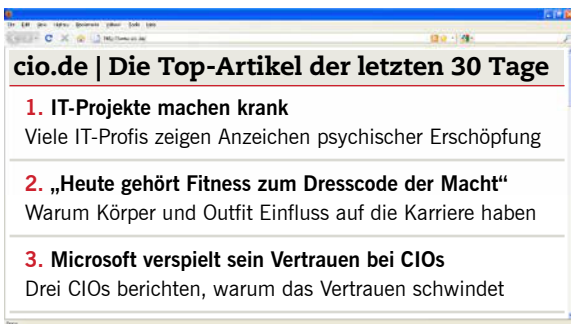 cio.de | Die Top-Artikel der letzten 30 Tage
1. IT-Projekte machen krank
Viele IT-Profis zeigen Anzeichen psychischer Erschöpfung
2. „Heute gehört Fitness zum Dresscode der Macht“
Warum Körper und Outfit Einfluss auf die Karriere haben
3. Microsoft verspielt sein Vertrauen bei CIOs
Drei CIOs berichten, warum das Vertrauen schwindet